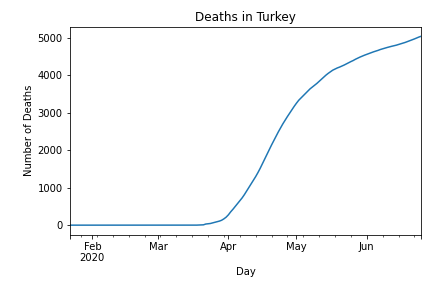 Deaths in Turkey
Number of Deaths
5000
4000
3000
2000
1000
0
Feb
2020
Mar
Apr
May
Jun
Day